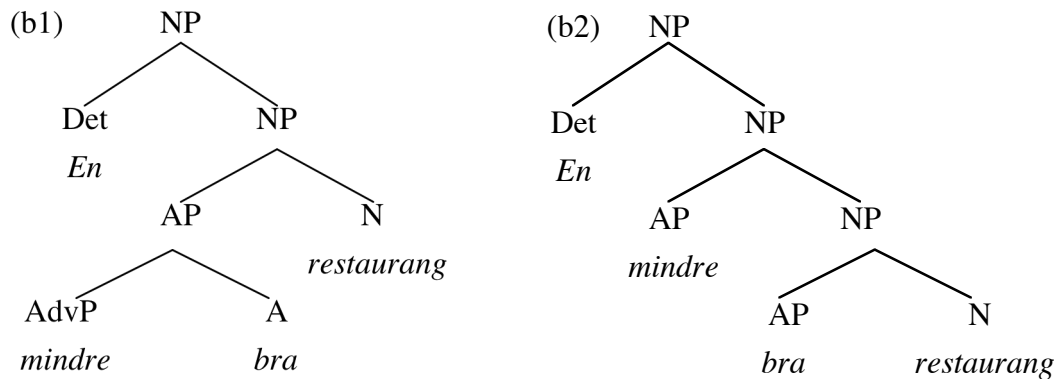 (b1) NP
Det NP
En
AP N
restaurang
AdvP A
mindre bra
(b2) NP
Det NP
En
AP NP
mindre
AP N
bra restaurang